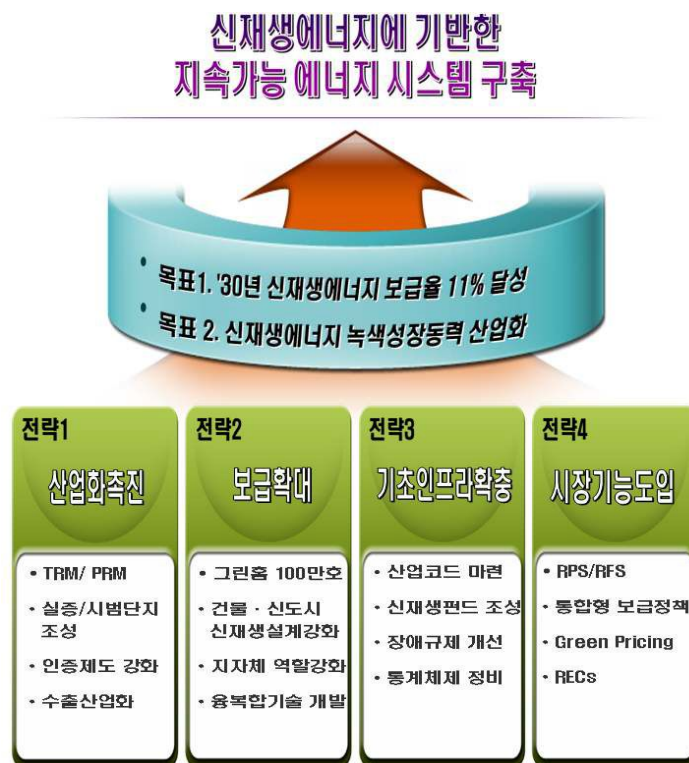 신재생에너지에 기반한
지속가능 에너지 시스템 구축
• 목표1. '30년 신재생에너지 보급율 11% 달성
• 목표 2. 신재생에너지 녹색성장동력 산업화
전략1
산업화촉진
• TRM/ PRM
• 실증/시범단지
조성
• 인증제도 강화
• 수출산업화
전략2
보급확대
• 그린홈 100만호
• 건물 · 신도시
신재생설계강화
• 지자체 역할강화
• 융복합기술 개발
전략3
기초인프라확충
• 산업코드 마련
• 신재생펀드 조성
• 장애규제 개선
• 통계체제 정비
전략4
시장기능도입
• RPS/RFS
• 통합형 보급정책
• Green Pricing
• RECs